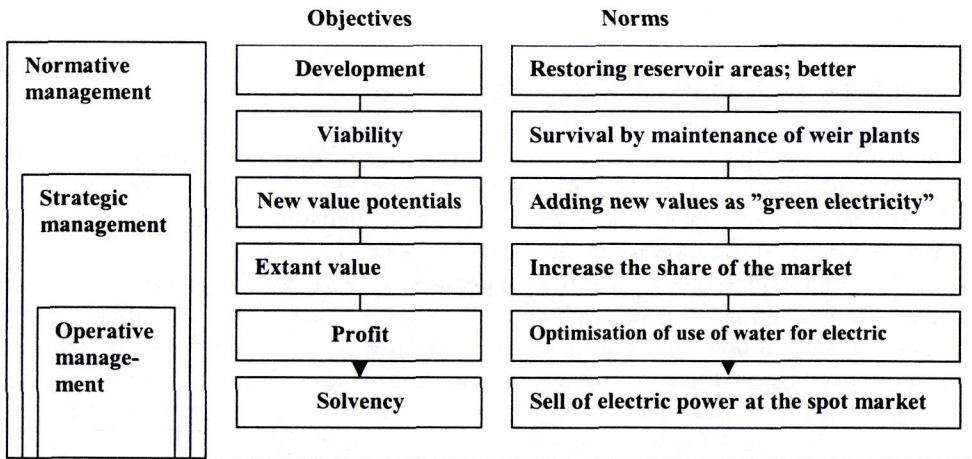 Objectives
Norms
Normative
management
Development
Restoring reservoir areas; better
Viability
Survival by maintenance of weir plants
Strategic
management
New value potentials
Adding new values as ”green electricity”
Extant value
Increase the share of the market
Operative
manage-
ment
Profit
Optimisation of use of water for electric
Solvency
Sell of electric power at the spot market